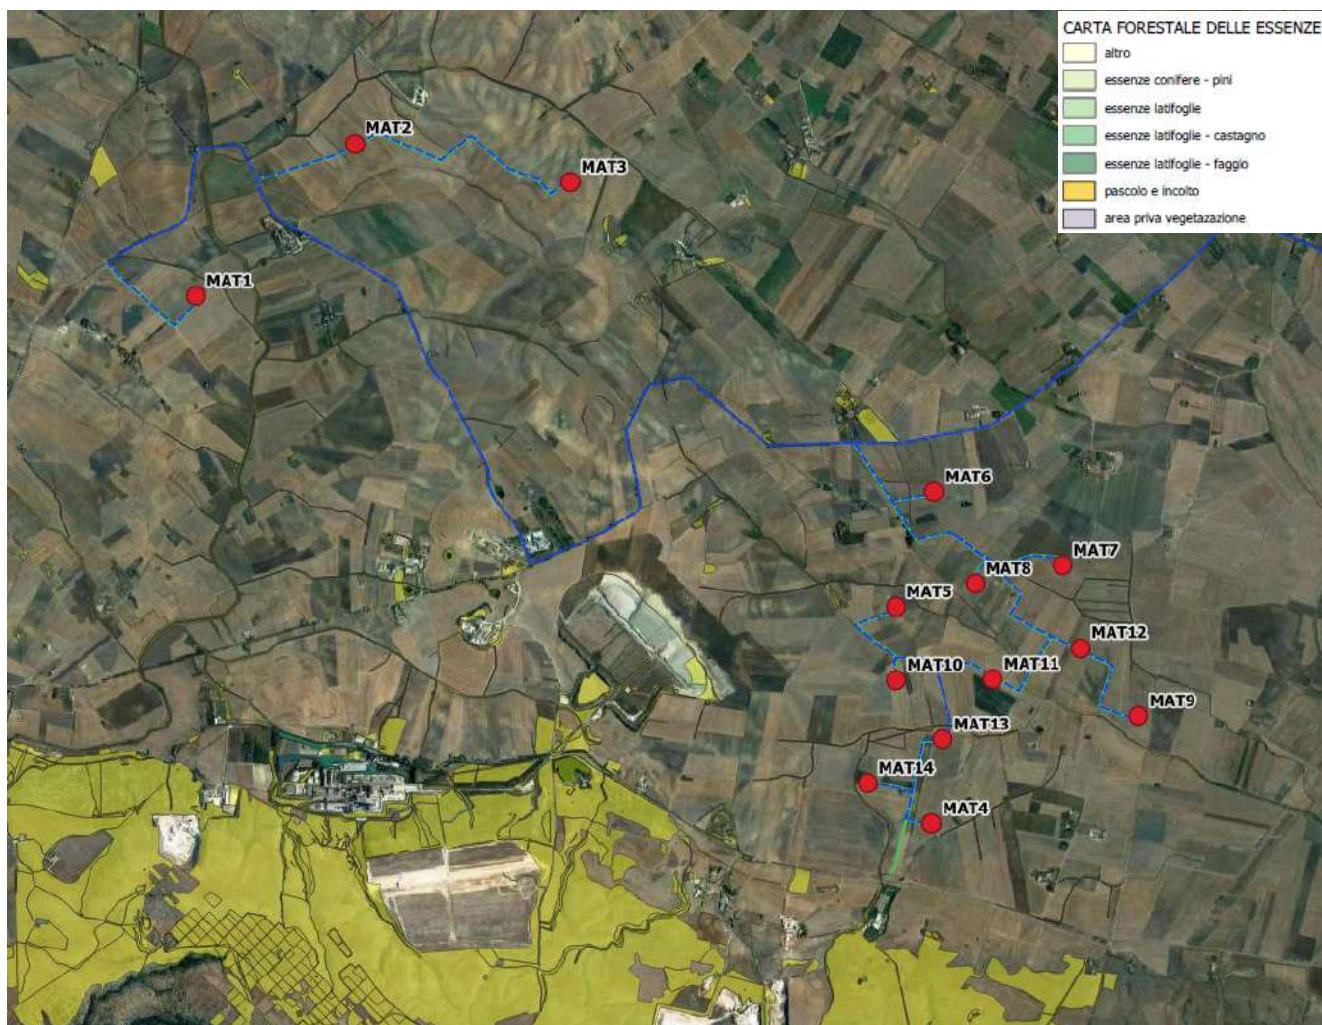 CARTA FORESTALE DELLE ESSENZE
altro
essenze conifere - pini
essenze latifoglie
essenze latifoglie - castagno
essenze latifoglie - faggio
pascolo e incolto
area priva vegetazazione
MAT2
MAT3
MAT1
MAT6
MAT7
MAT8
MAT5
MAT12
MAT10
MAT11
MAT9
MAT13
MAT14
MAT4